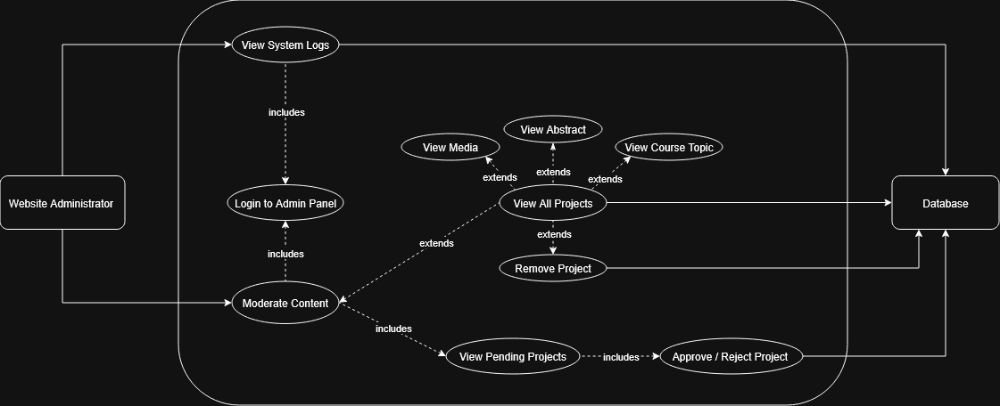 View System Logs
includes
View Abstract
View Media
View Course Topic
extends
extends
extends
Website Administrator
Login to Admin Panel
View All Projects
Database
extends
extends
includes
Remove Project
Moderate Content
includes
View Pending Projects
includes
Approve / Reject Project